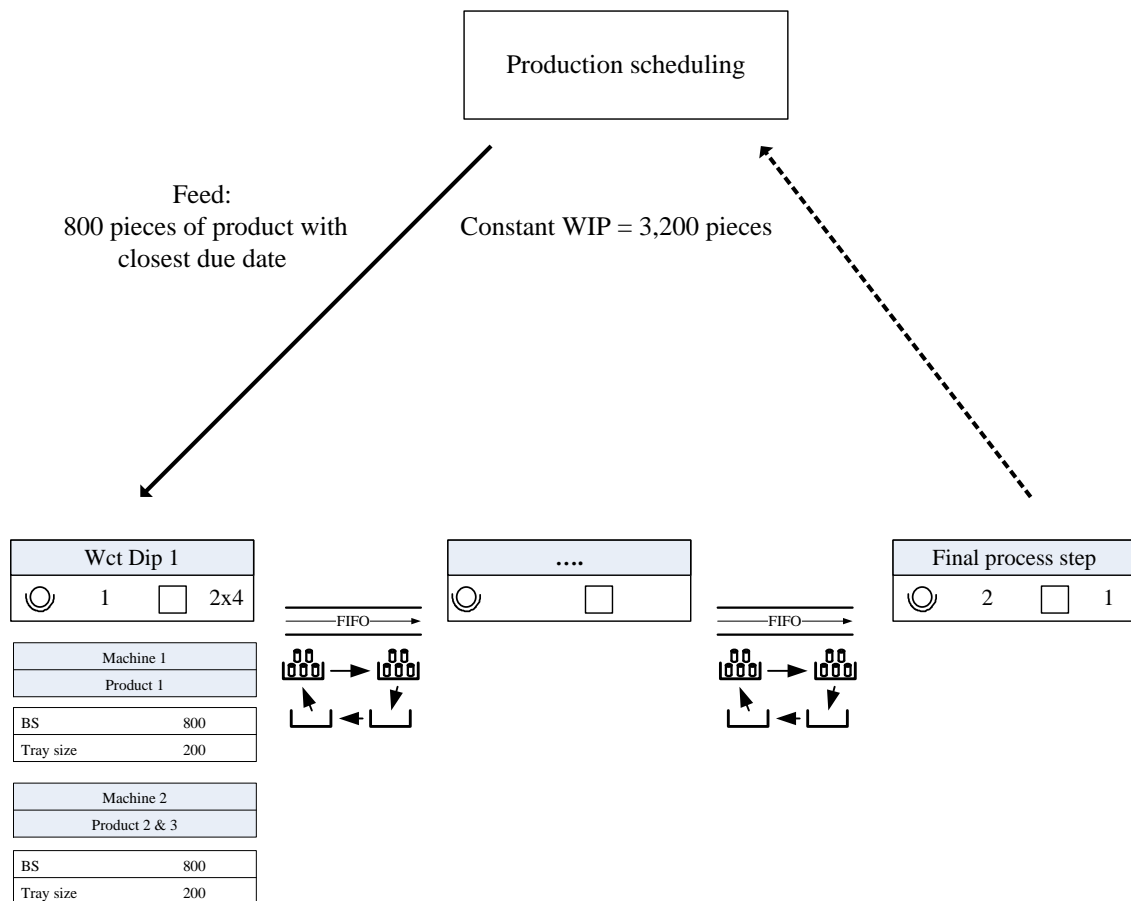 Production scheduling
Feed:
800 pieces of product with
closest due date
Constant WIP = 3,200 pieces
Wct Dip 1
1 2x4
FIFO
....
FIFO
Final process step
2 1
Machine 1
Product 1
BS 800
Tray size 200
Machine 2
Product 2 & 3
BS 800
Tray size 200